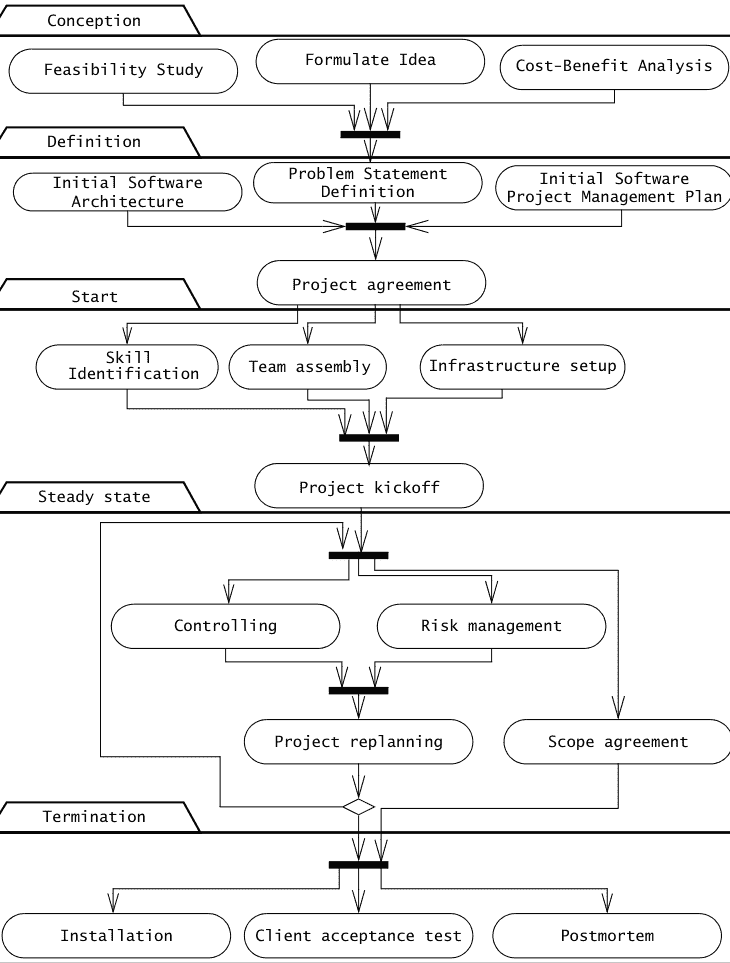 Conception
Feasibility Study
Formulate Idea
Cost-Benefit Analysis
Definition
Initial Software
Architecture
Problem Statement
Definition
Initial Software
Project Management Plan
Project agreement
Start
Skill
Identification
Team assembly
Infrastructure setup
Project kickoff
Steady state
Controlling
Risk management
Project replanning
Scope agreement
Termination
Installation
Client acceptance test
Postmortem